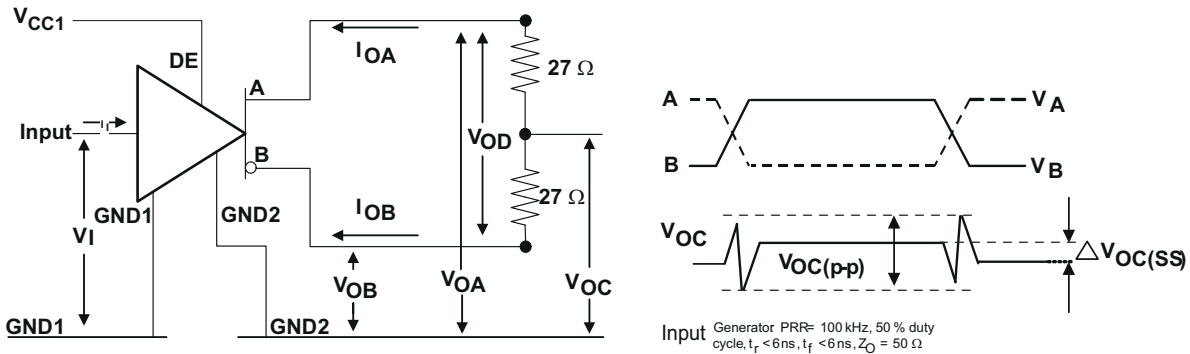 VCC1
DE
A
IOA
27 Ω
Input
II
VOD
B
27 Ω
GND1
GND2
IOB
VI
VOB
VOA
VOC
GND1
GND2
A
VA
B
VB
VOC
VOC(p-p)
△VOC(SS)
Input Generator PRR= 100 kHz, 50 % duty
cycle, tr < 6ns, tf < 6ns, ZO = 50 Ω